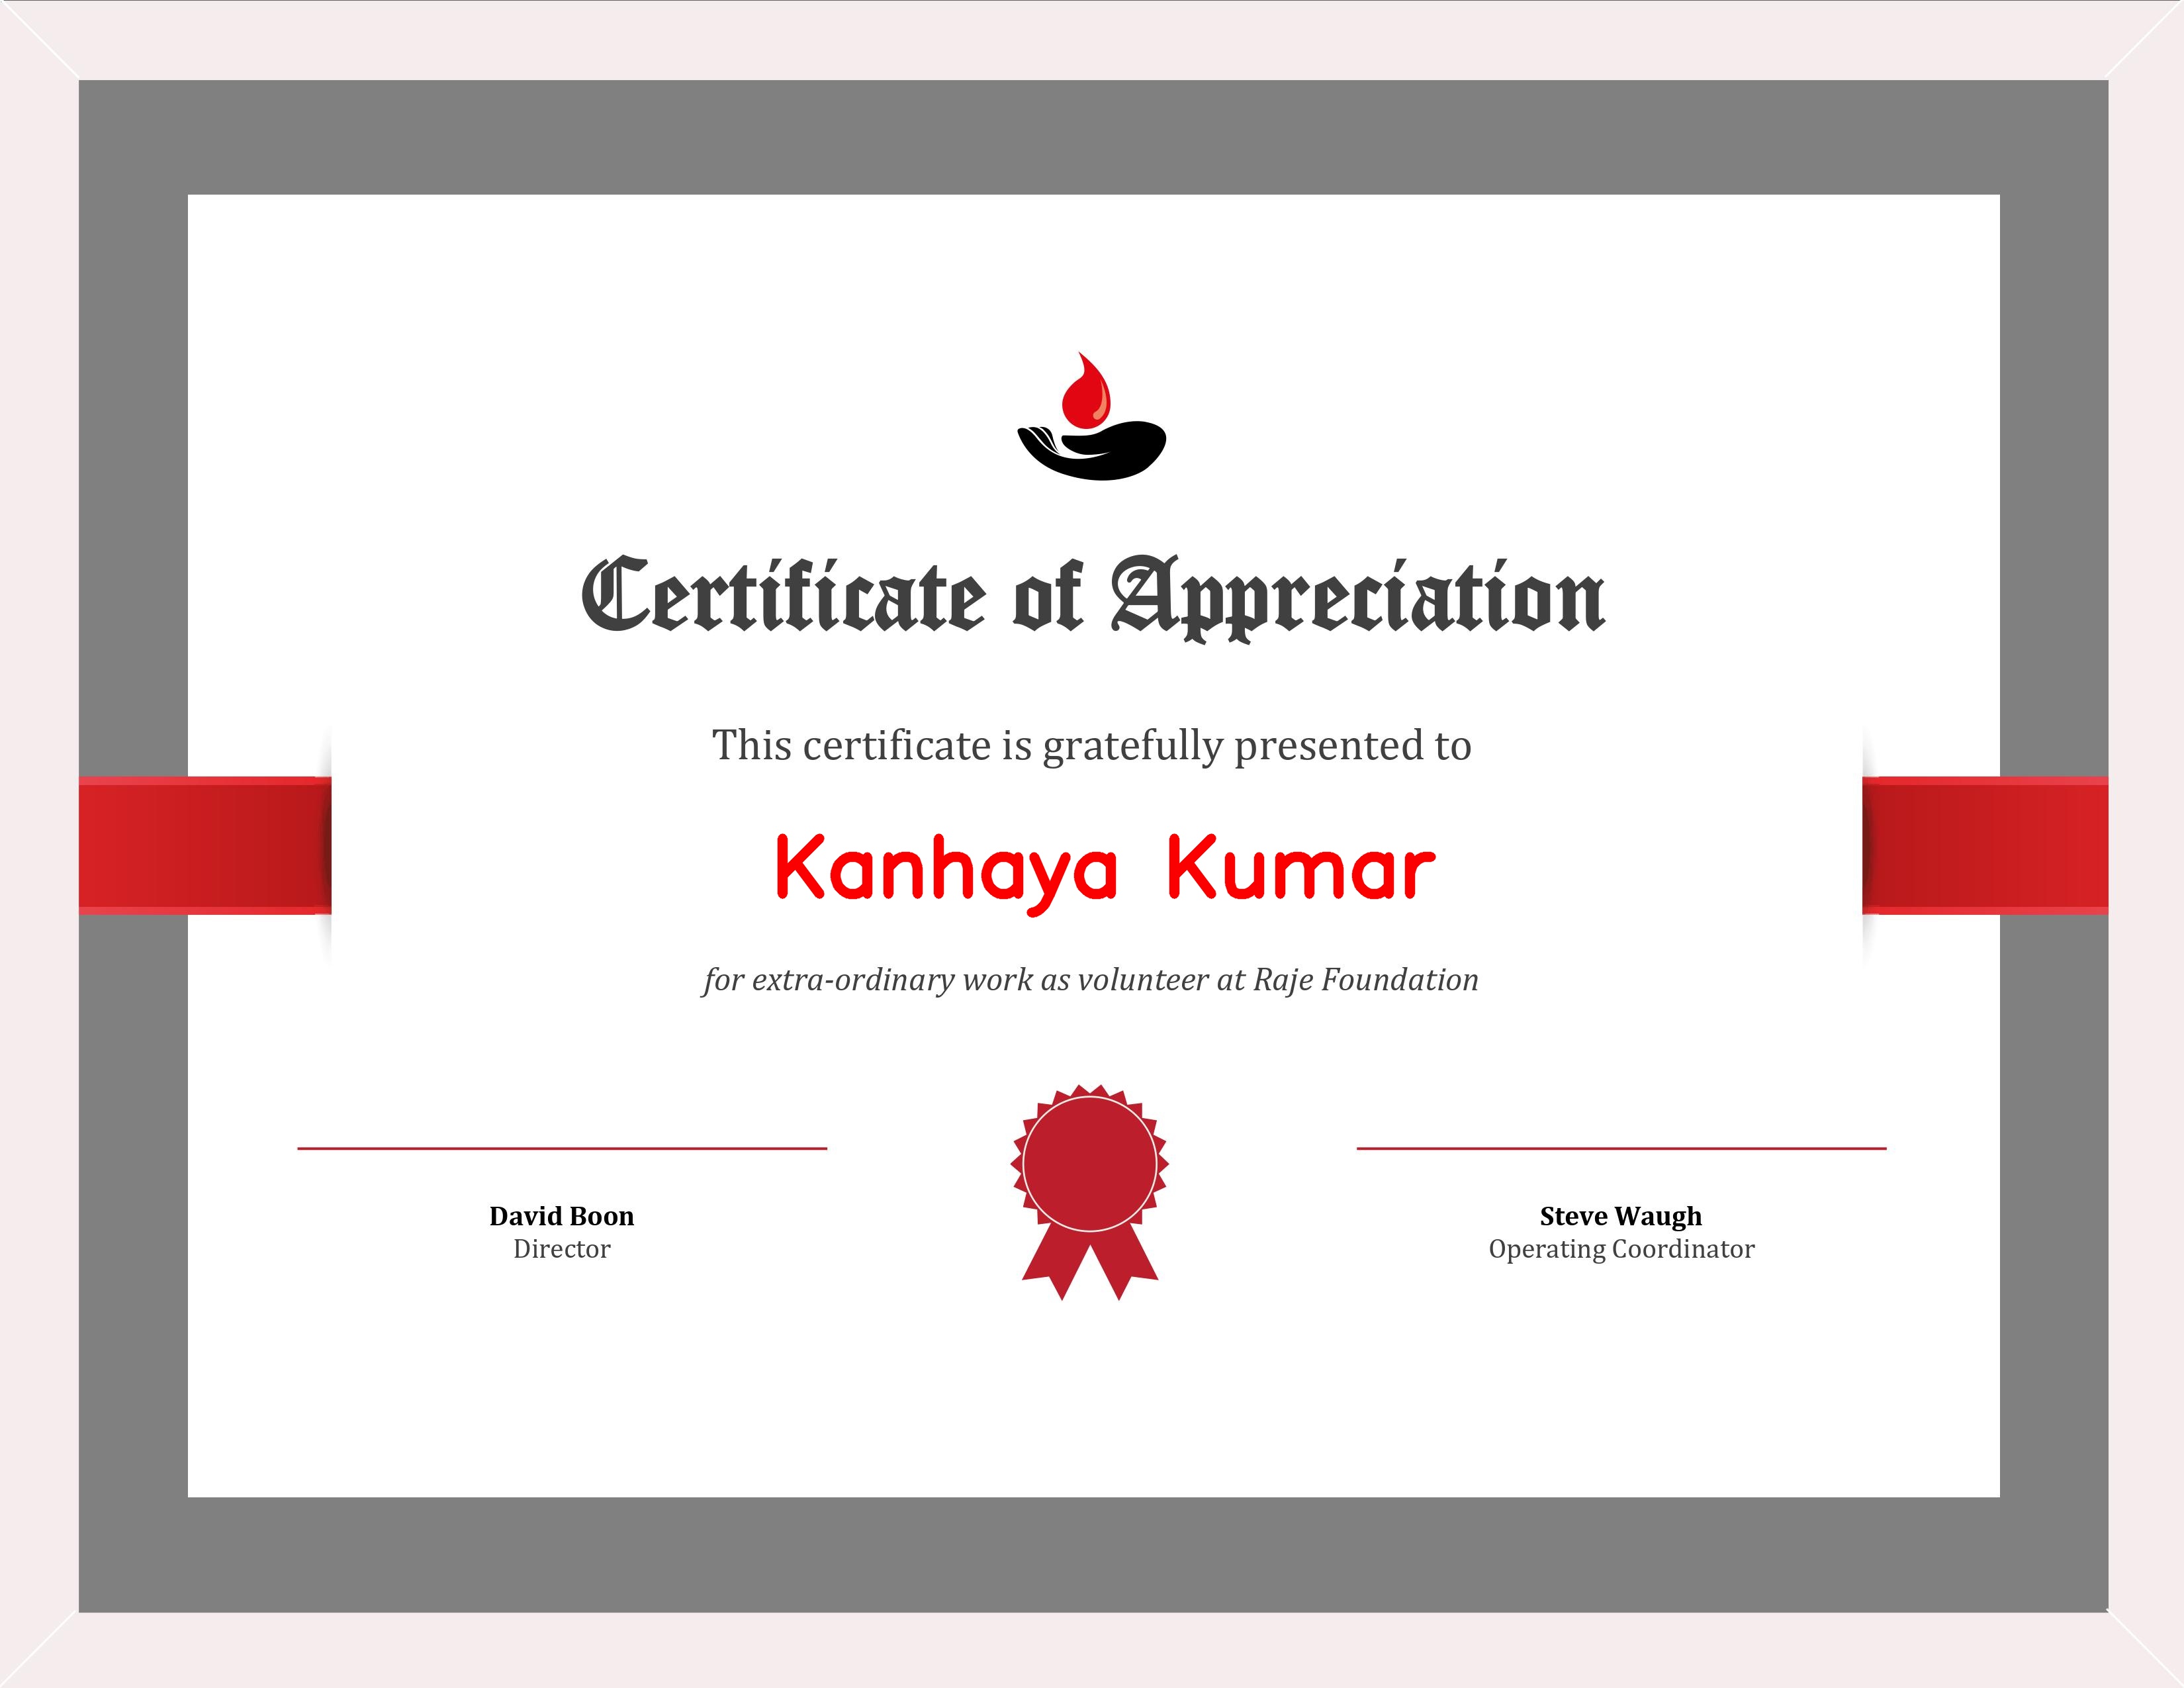 Certificate of Appreciation
This certificate is gratefully presented to
Kanhaya Kumar
for extra-ordinary work as volunteer at Raje Foundation
David Boon
Director
Steve Waugh
Operating Coordinator